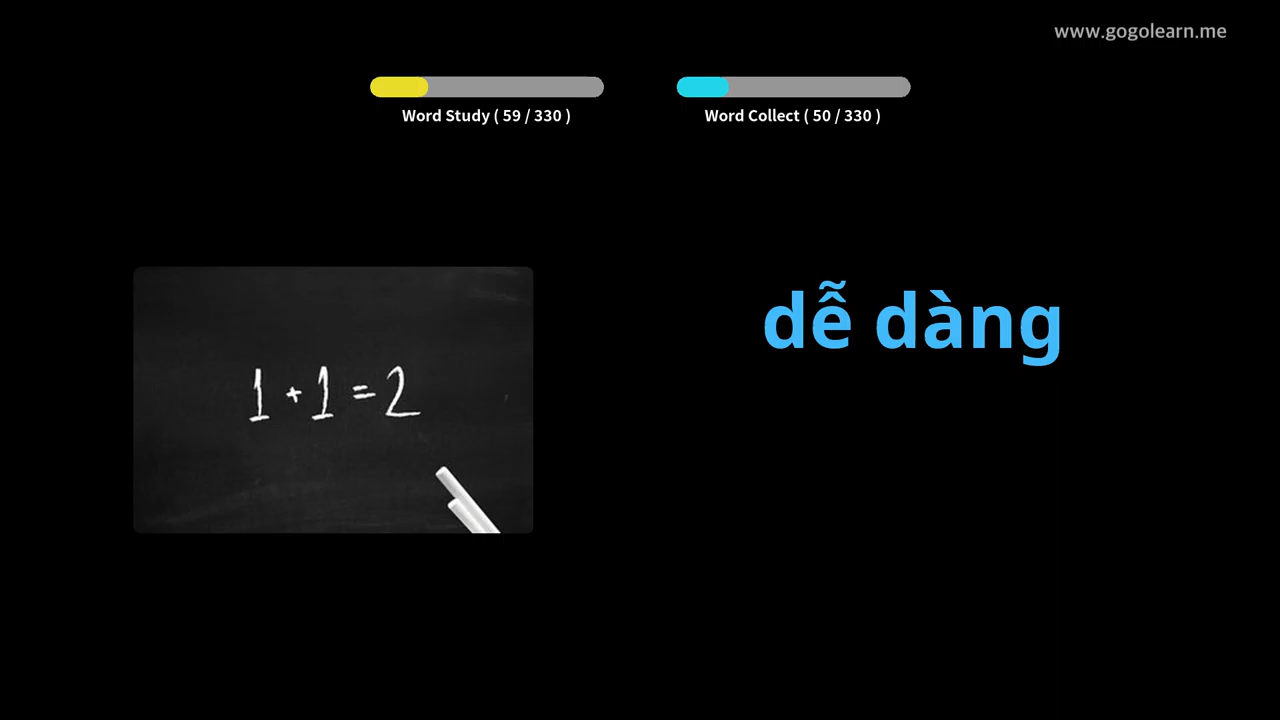 www.gogolearn.me
Word Study ( 59 / 330 )
Word Collect ( 50 / 330 )
dễ dàng
1 + 1 = 2